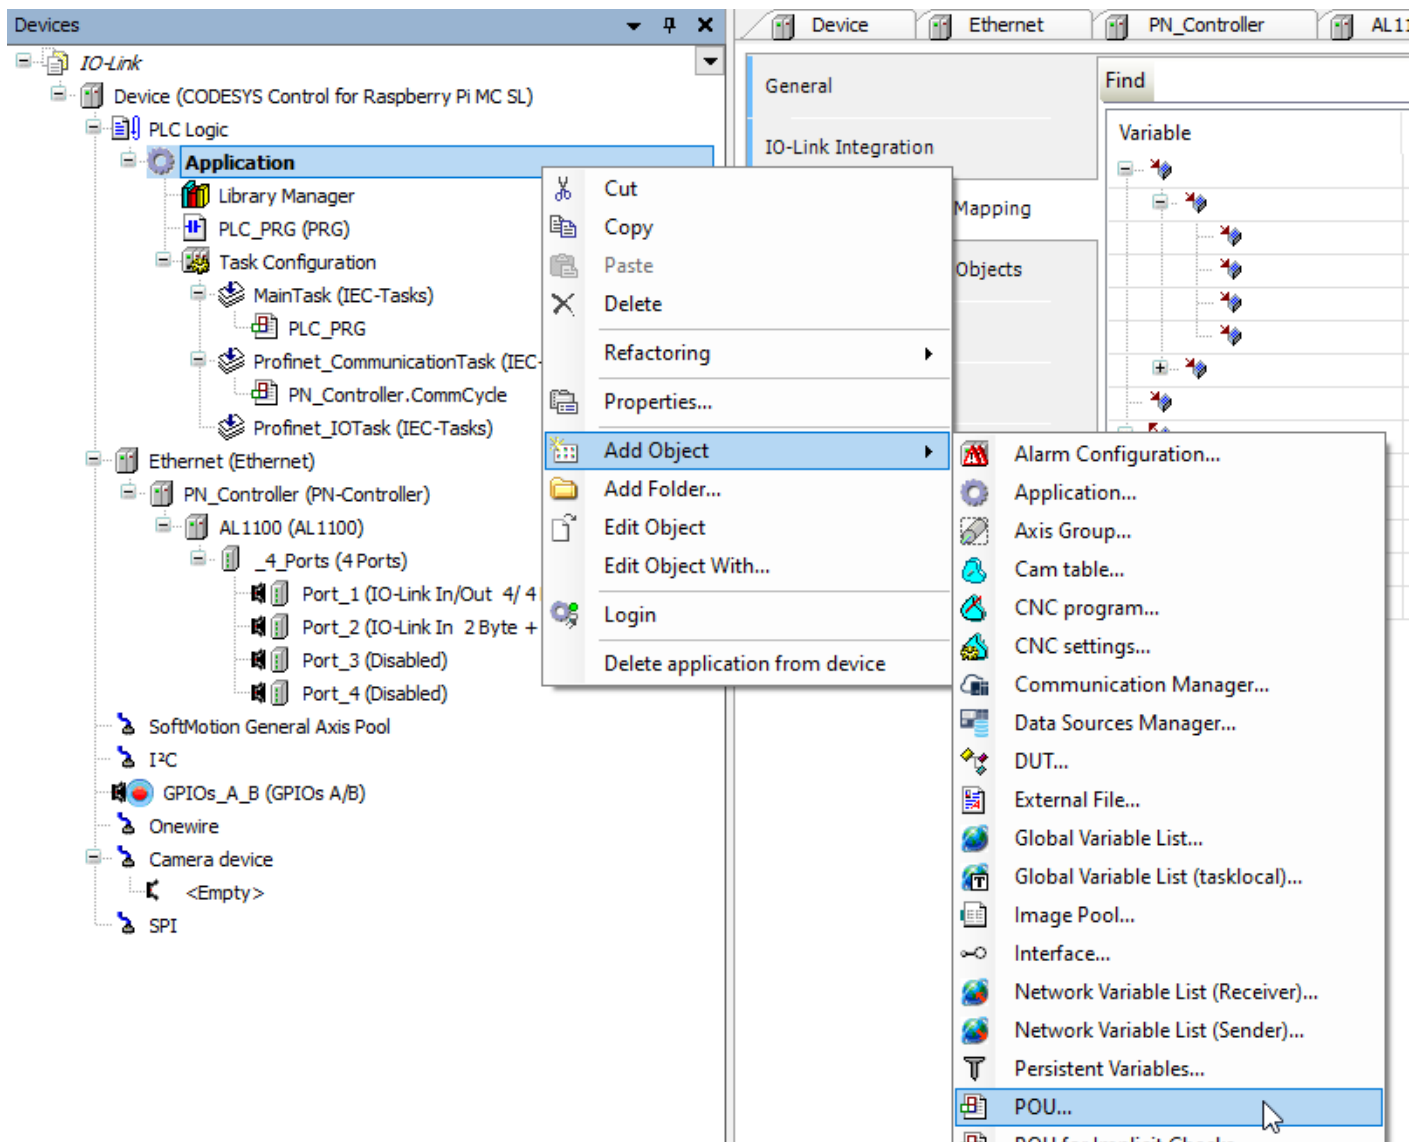 Devices
IO-Link
Device (CODESYS Control for Raspberry Pi MC SL)
PLC Logic
Application
Library Manager
PLC_PRG (PRG)
Task Configuration
MainTask (IEC-Tasks)
PLC_PRG
Profinet_CommunicationTask (IEC-
PN_Controller.CommCycle
Profinet_IOTask (IEC-Tasks)
Ethernet (Ethernet)
PN_Controller (PN-Controller)
AL1100 (AL1100)
_4_Ports (4 Ports)
Port_1 (IO-Link In/Out 4/ 4
Port_2 (IO-Link In 2 Byte +
Port_3 (Disabled)
Port_4 (Disabled)
SoftMotion General Axis Pool
I²C
GPIOs_A_B (GPIOs A/B)
Onewire
Camera device
<Empty>
SPI
Cut
Copy
Paste
Delete
Refactoring
Properties...
Add Object
Add Folder...
Edit Object
Edit Object With...
Login
Delete application from device
Device
Ethernet
PN_Controller
AL11
General
IO-Link Integration
Mapping
Objects
Find
Variable
Alarm Configuration...
Application...
Axis Group...
Cam table...
CNC program...
CNC settings...
Communication Manager...
Data Sources Manager...
DUT...
External File...
Global Variable List...
Global Variable List (tasklocal)...
Image Pool...
Interface...
Network Variable List (Receiver)...
Network Variable List (Sender)...
Persistent Variables...
POU...
POU for Implicit Checks